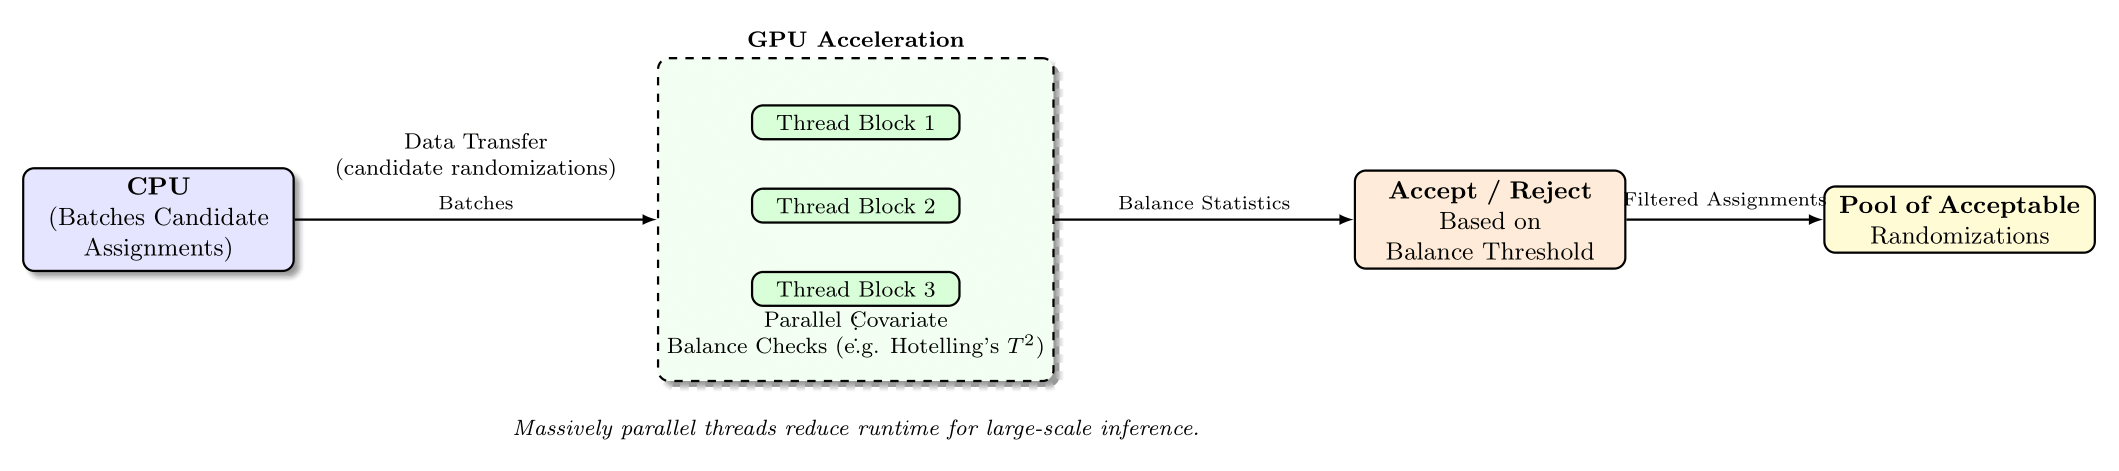 GPU Acceleration
CPU
(Batches Candidate
Assignments)
Data Transfer
(candidate randomizations)
Batches
Thread Block 1
Thread Block 2
Thread Block 3
Parallel Covariate
Balance Checks (e.g. Hotelling's T²)
Balance Statistics
Accept / Reject
Based on
Balance Threshold
Filtered Assignments
Pool of Acceptable
Randomizations
Massively parallel threads reduce runtime for large-scale inference.